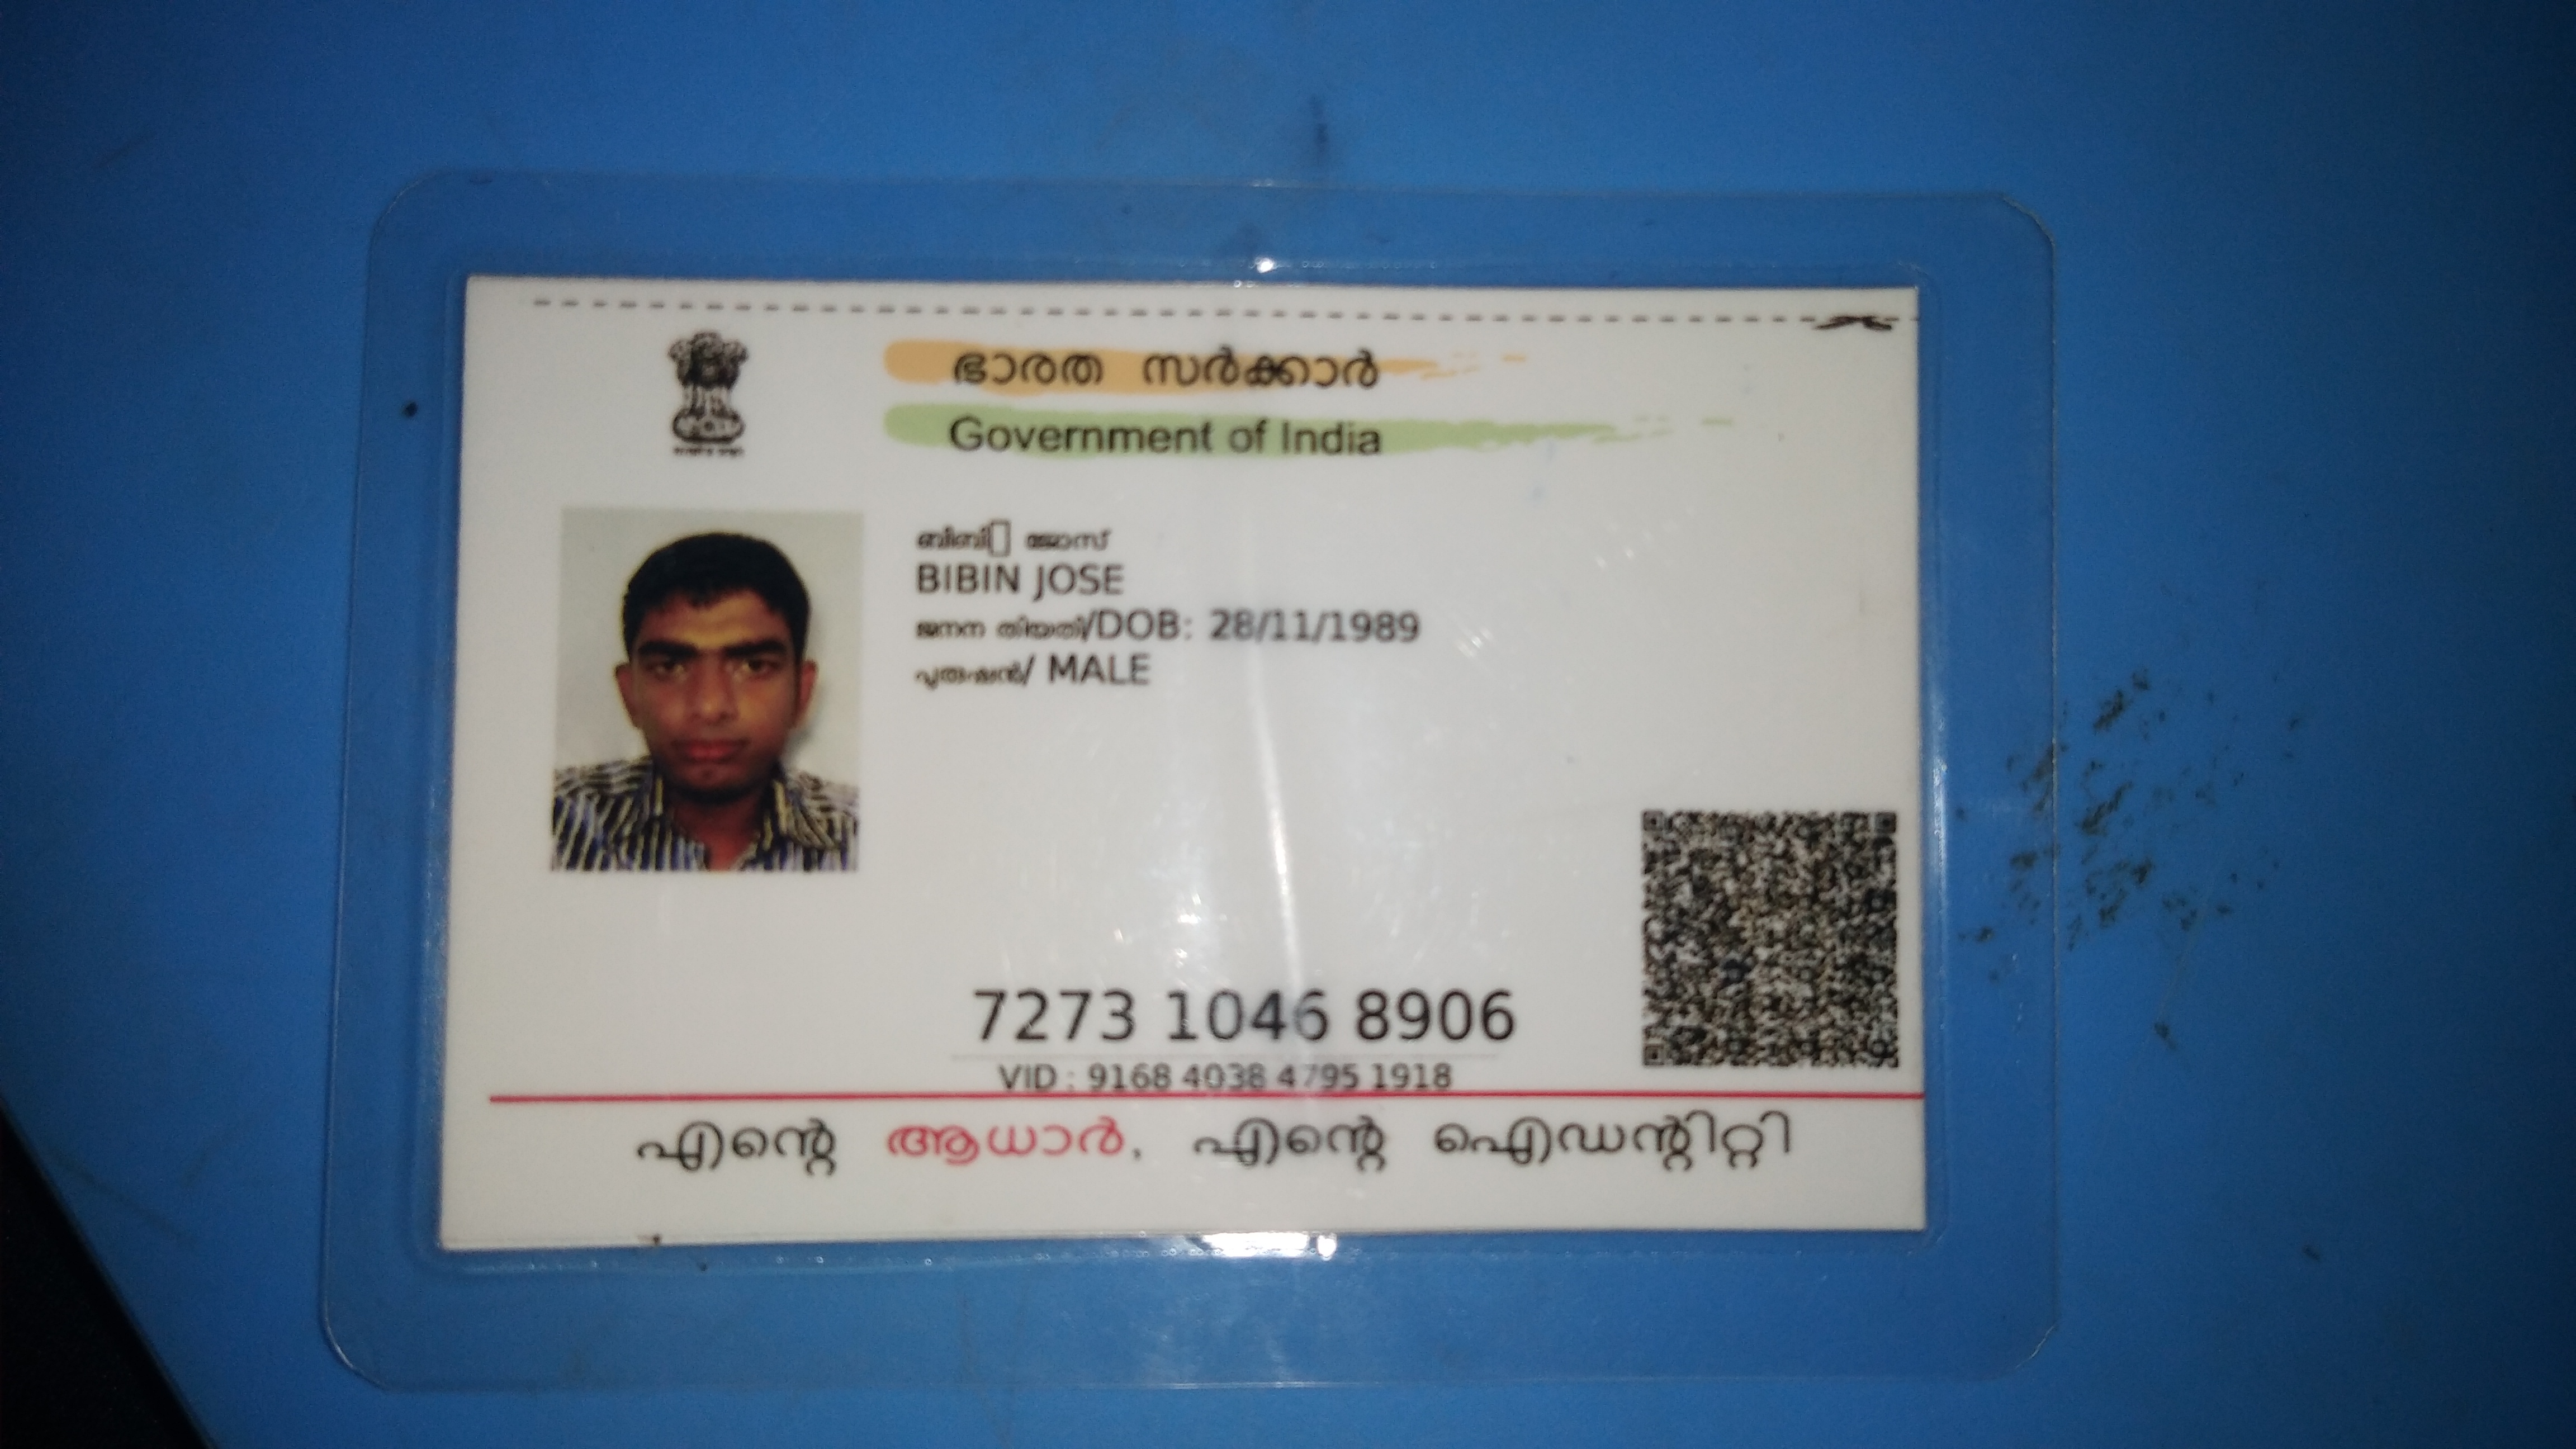 ഭാരത സർക്കാർ
Government of India
ജോസ്
BIBIN JOSE
ജനന തിയതി/DOB: 28/11/1989
പുരുഷൻ/ MALE
7273 1046 8906
VID : 9168 4038 4795 1918
എന്റെ ആധാർ, എന്റെ ഐഡന്റിറ്റി